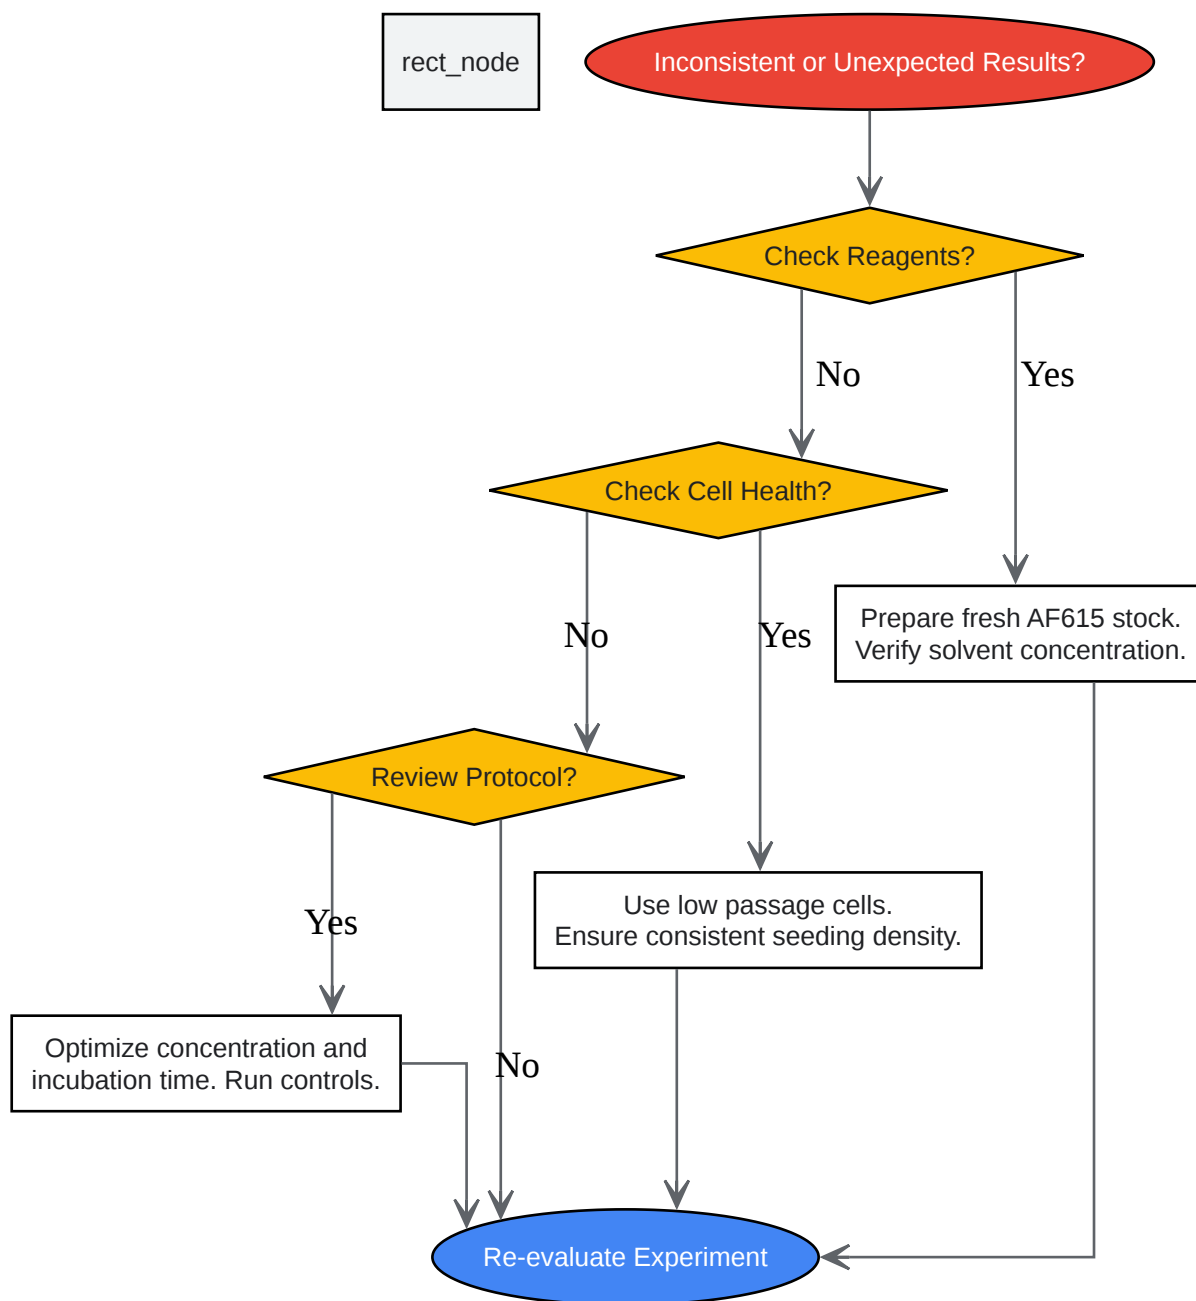 rect_node
Inconsistent or Unexpected Results?
Check Reagents?
No
Yes
Check Cell Health?
Prepare fresh AF615 stock.
Verify solvent concentration.
No
Yes
Review Protocol?
Use low passage cells.
Ensure consistent seeding density.
Yes
Optimize concentration and
incubation time. Run controls.
No
Re-evaluate Experiment